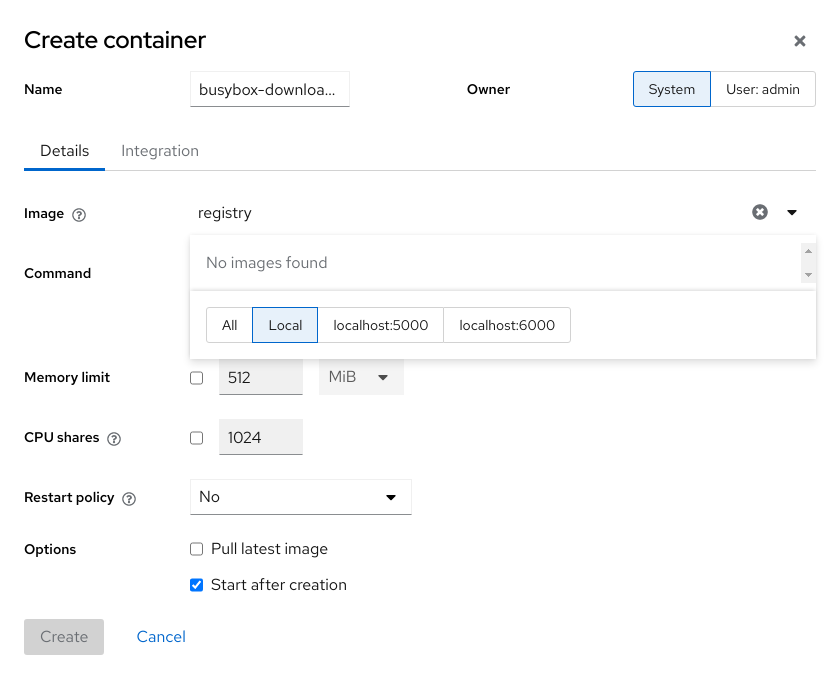 Create container
Name busybox-downloa... Owner System User: admin
Details Integration
Image registry
No images found
Command
All Local localhost:5000 localhost:6000
Memory limit 512 MiB
CPU shares 1024
Restart policy No
Options Pull latest image
Start after creation
Create Cancel